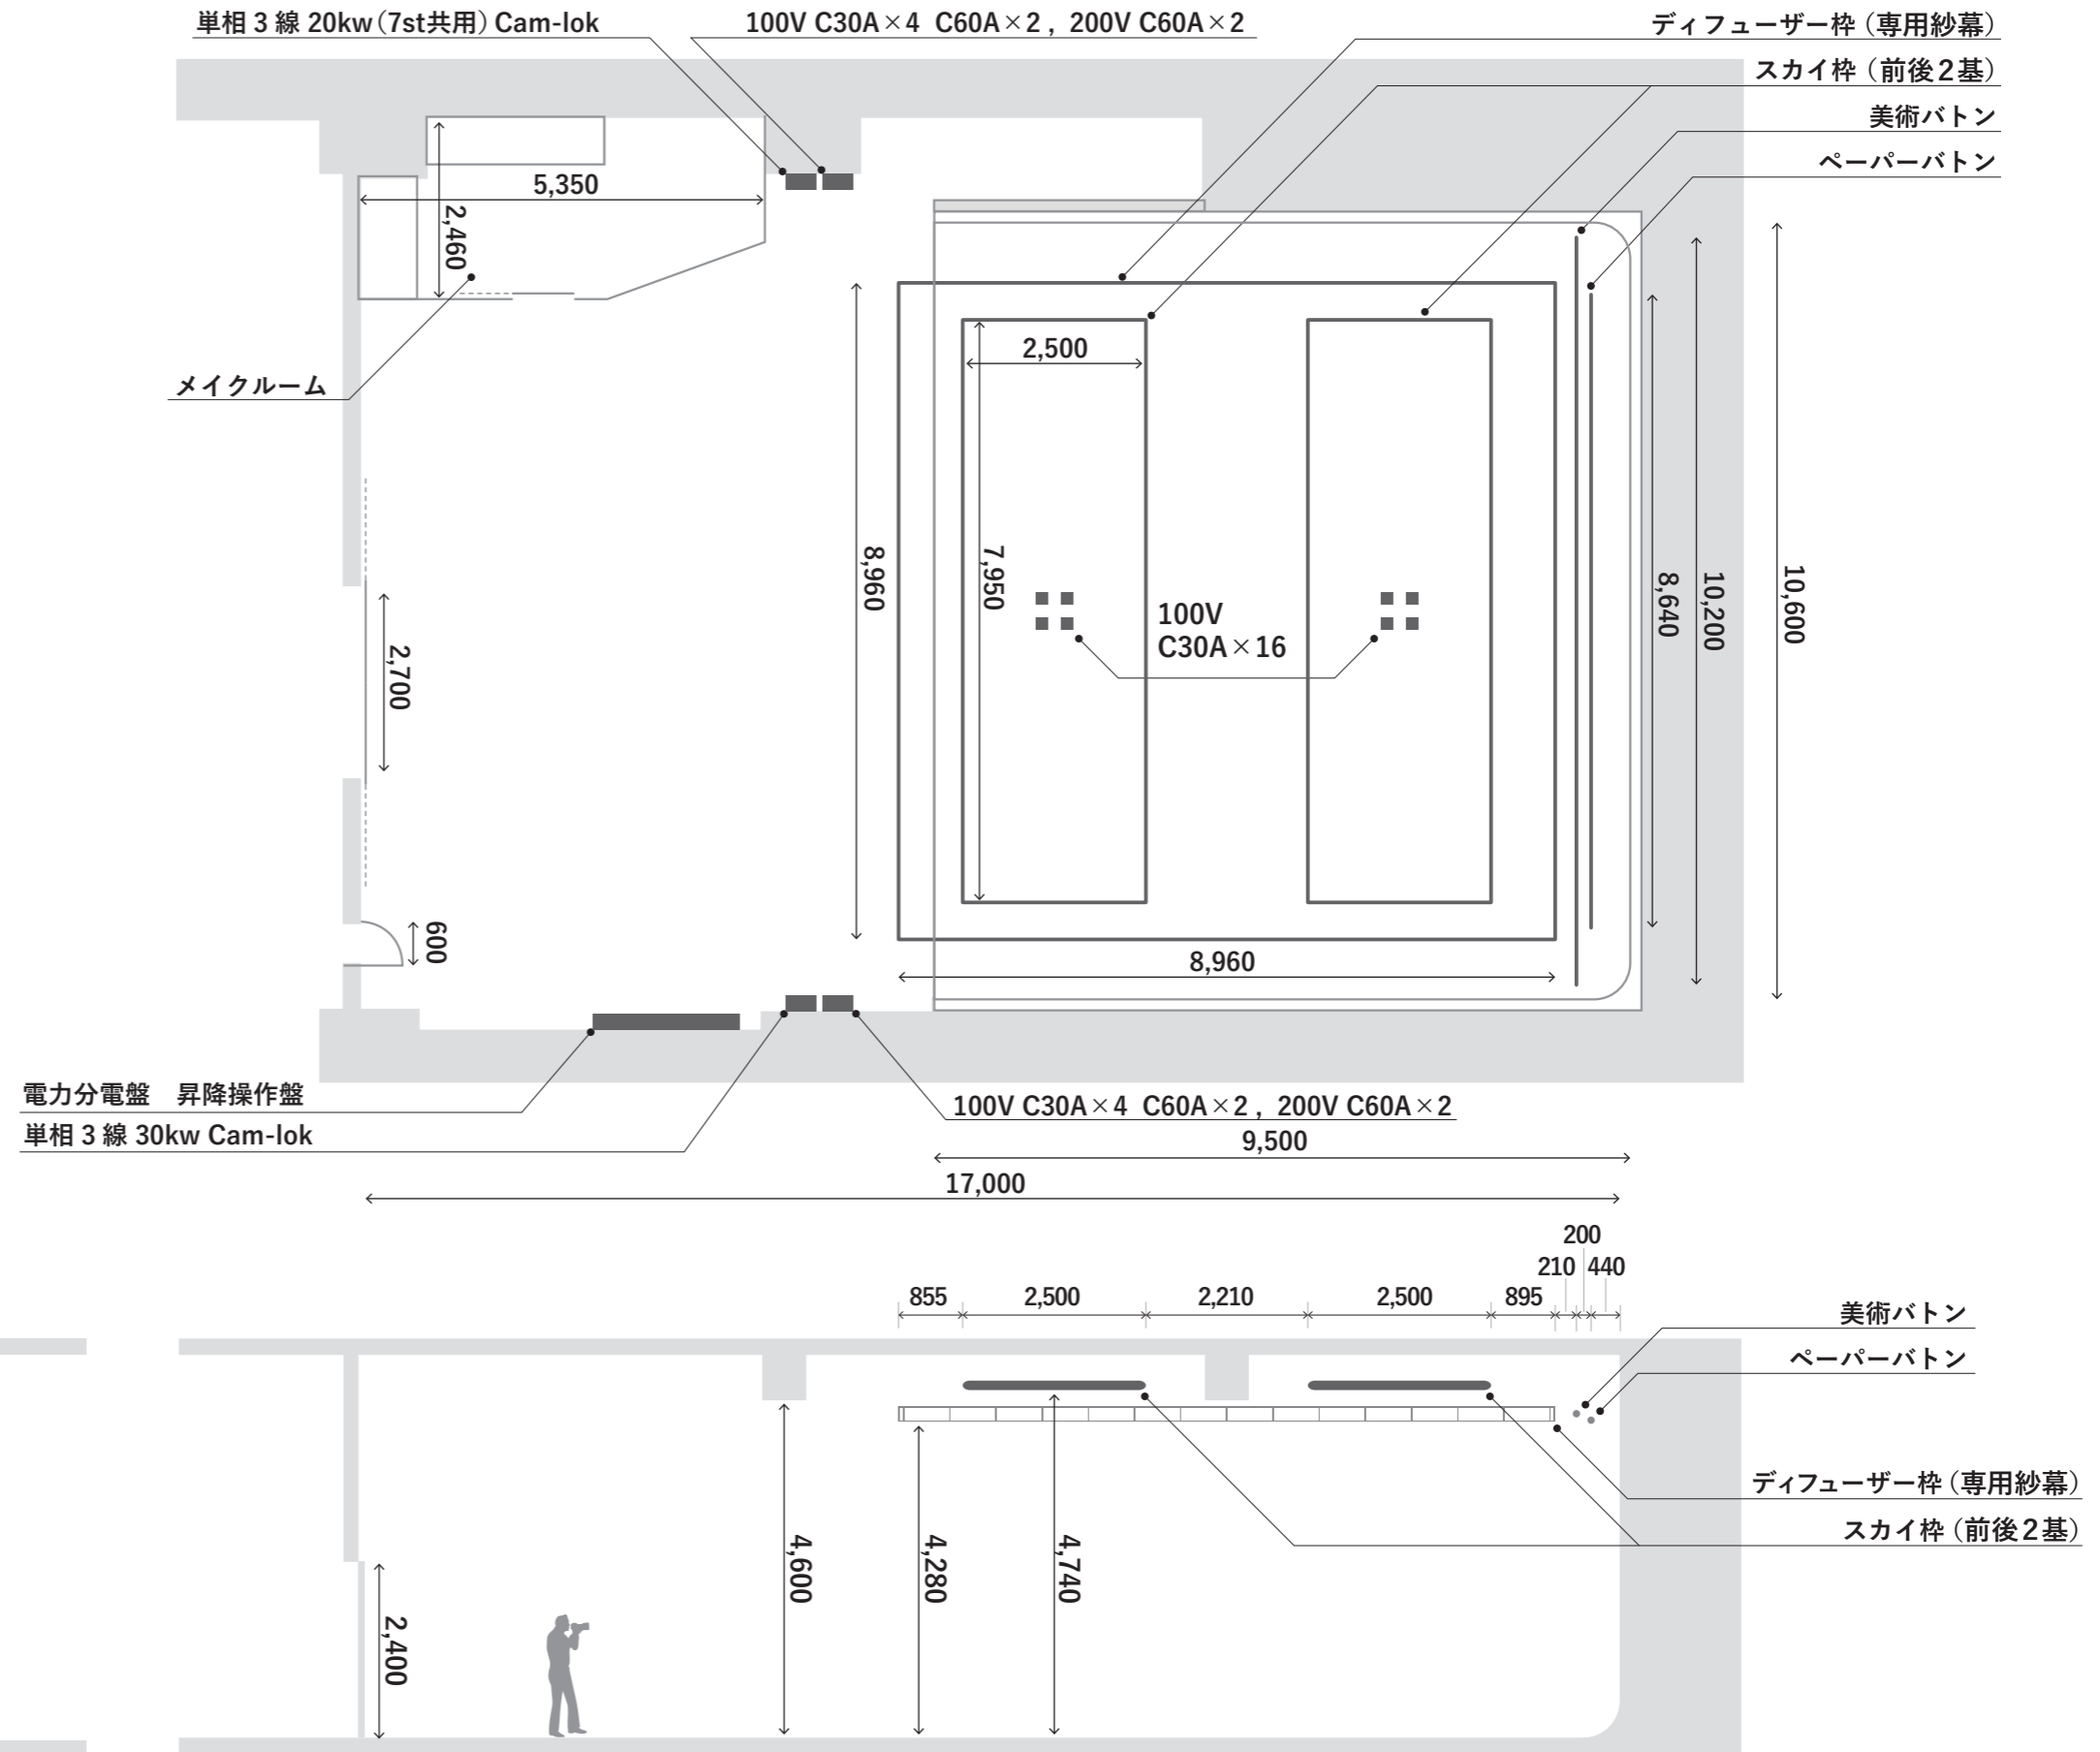 単相 3 線 20kw（7st共用）Cam-lok
100V C30A×4 C60A×2 , 200V C60A×2
ディフューザー枠（専用紗幕）
スカイ枠（前後2基）
美術バトン
ペーパーバトン
5,350
2,460
メイクルーム
2,500
8,960
7,950
100V
C30A×16
8,640
10,200
10,600
2,700
600
8,960
電力分電盤　昇降操作盤
単相 3 線 30kw Cam-lok
100V C30A×4 C60A×2 , 200V C60A×2
9,500
17,000
200
210
440
855
2,500
2,210
2,500
895
美術バトン
ペーパーバトン
ディフューザー枠（専用紗幕）
スカイ枠（前後2基）
4,600
4,280
4,740
2,400